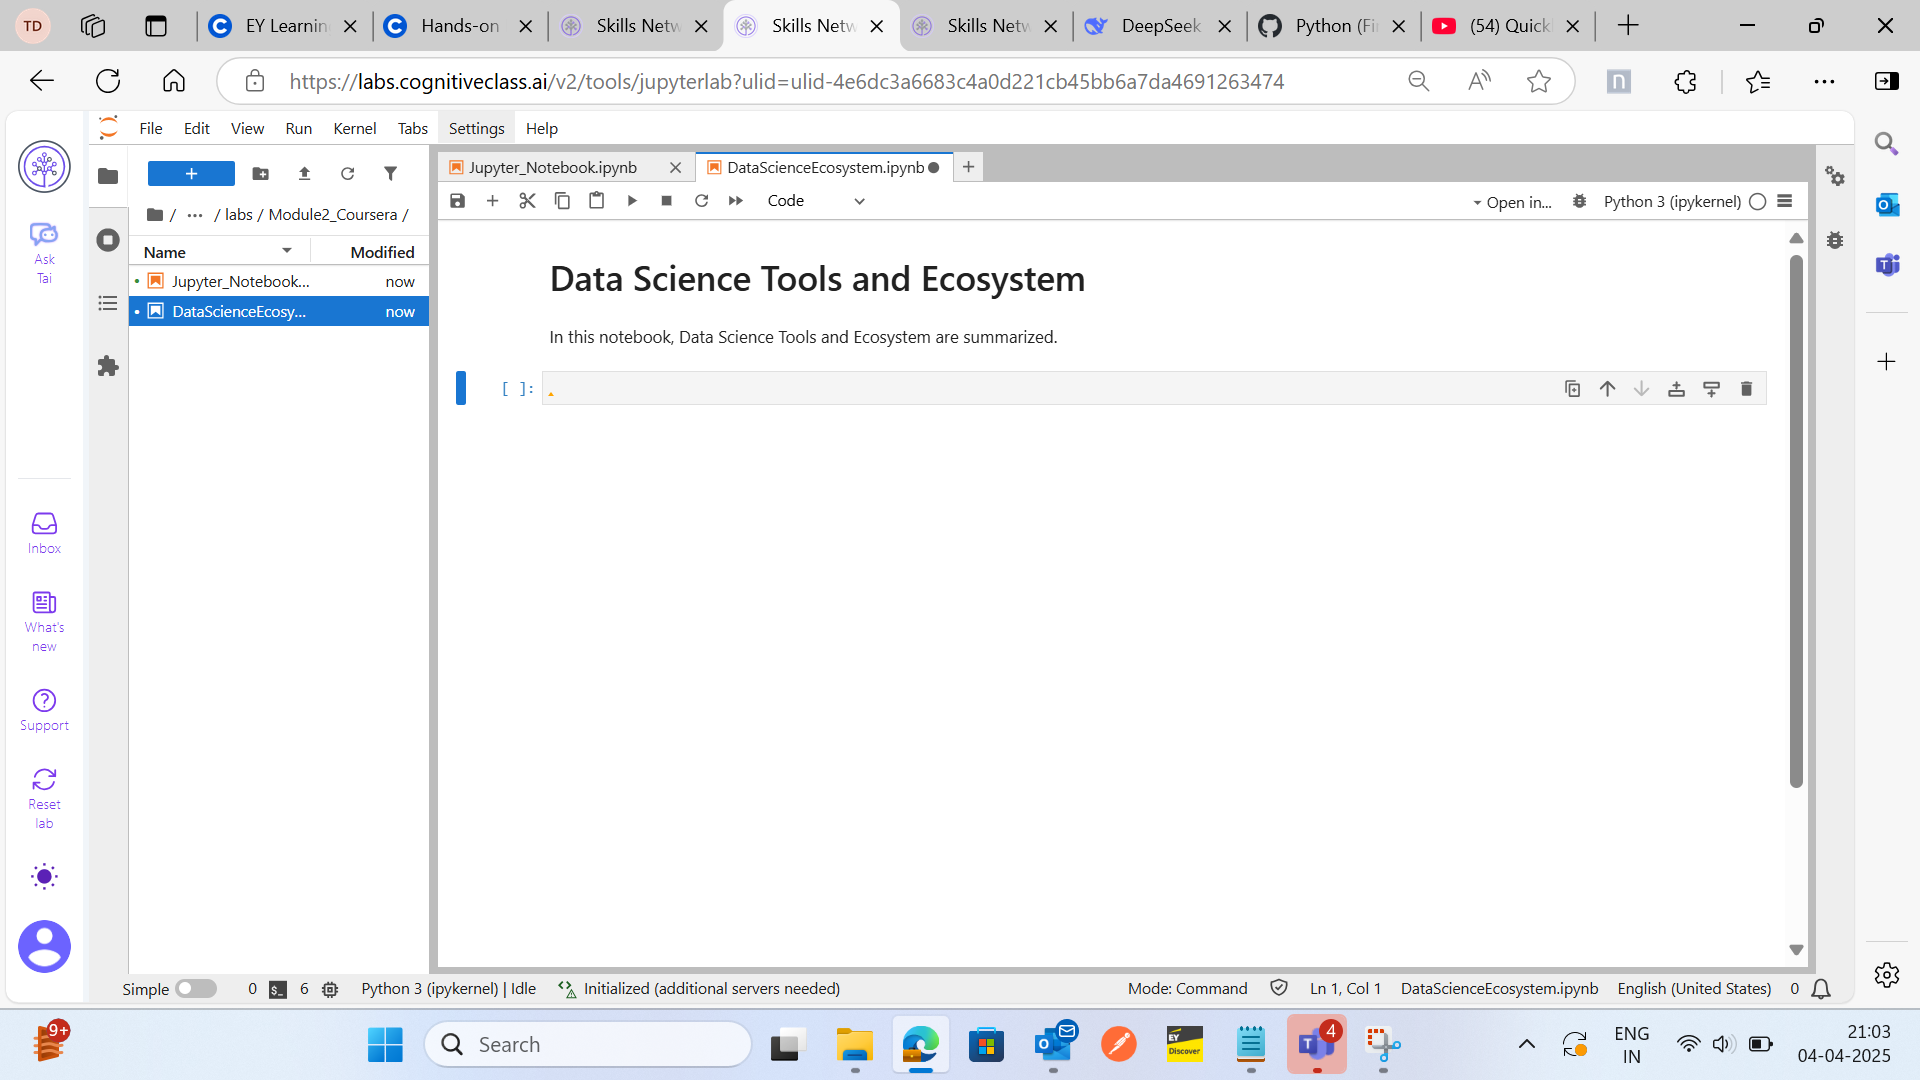 TD
EY Learnin
Hands-on
Skills Netw
Skills Netw
Skills Netw
DeepSeek
Python (Fi
(54) Quick
https://labs.cognitiveclass.ai/v2/tools/jupyterlab?ulid=ulid-4e6dc3a6683c4a0d221cb45bb6a7da4691263474
File Edit View Run Kernel Tabs Settings Help
Ask
Tai
Inbox
What's
new
Support
Reset
lab
/ ··· / labs / Module2_Coursera /
Name Modified
Jupyter_Notebook... now
DataScienceEcosy... now
Jupyter_Notebook.ipynb
DataScienceEcosystem.ipynb
Code
Open in...
Python 3 (ipykernel)
Data Science Tools and Ecosystem
In this notebook, Data Science Tools and Ecosystem are summarized.
[ ]:
Simple 0 6 Python 3 (ipykernel) | Idle Initialized (additional servers needed) Mode: Command Ln 1, Col 1 DataScienceEcosystem.ipynb English (United States) 0
9+
Search
EY
Discover
4
ENG
IN
21:03
04-04-2025